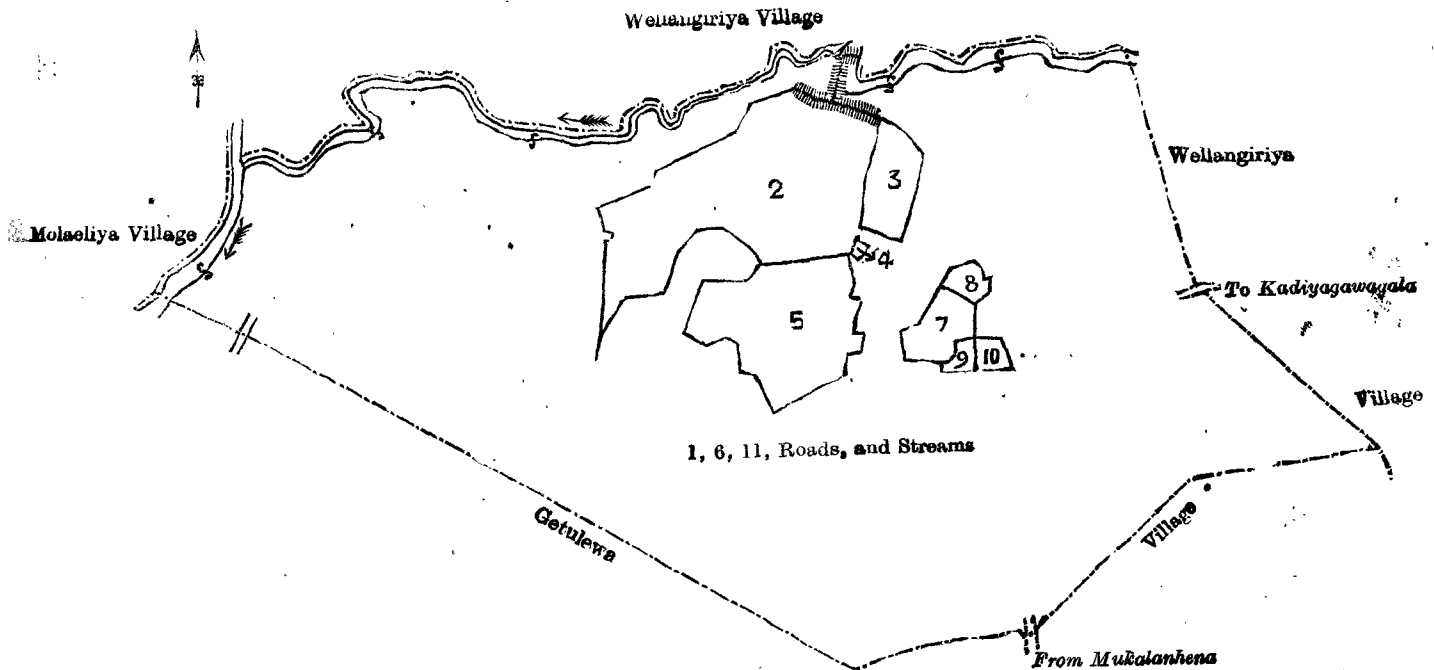 Wellangiriya Village
Wellangiriya
2
3
Molaeliya Village
4
8
To Kadiyagawagala
5
7
9
10
Village
1, 6, 11, Roads, and Streams
Getulewa
Village
From Mukalanhena